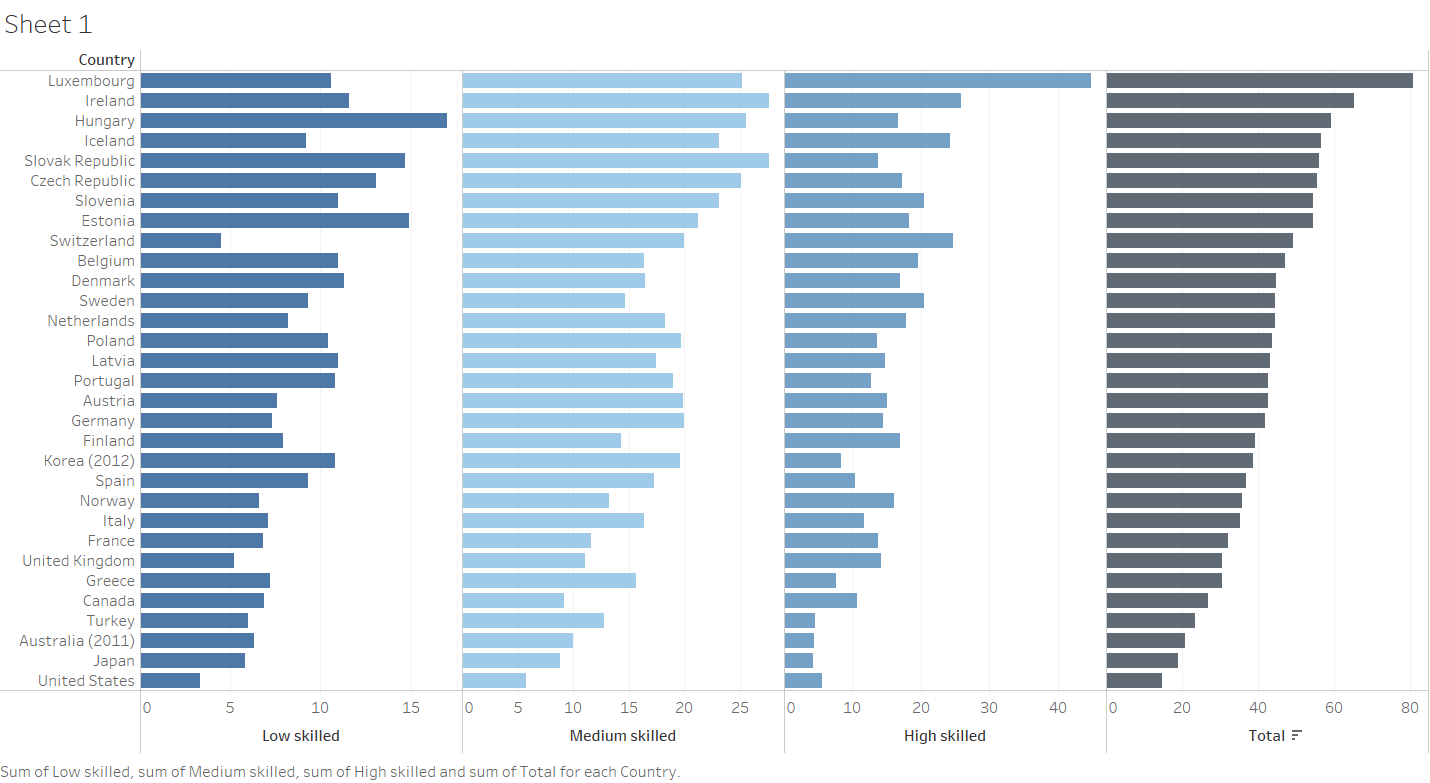 Sheet 1
Country
Luxembourg
Ireland
Hungary
Iceland
Slovak Republic
Czech Republic
Slovenia
Estonia
Switzerland
Belgium
Denmark
Sweden
Netherlands
Poland
Latvia
Portugal
Austria
Germany
Finland
Korea (2012)
Spain
Norway
Italy
France
United Kingdom
Greece
Canada
Turkey
Australia (2011)
Japan
United States
0 5 10 15 0 5 10 15 20 25 0 10 20 30 40 0 20 40 60 80
Low skilled Medium skilled High skilled Total
Sum of Low skilled, sum of Medium skilled, sum of High skilled and sum of Total for each Country.